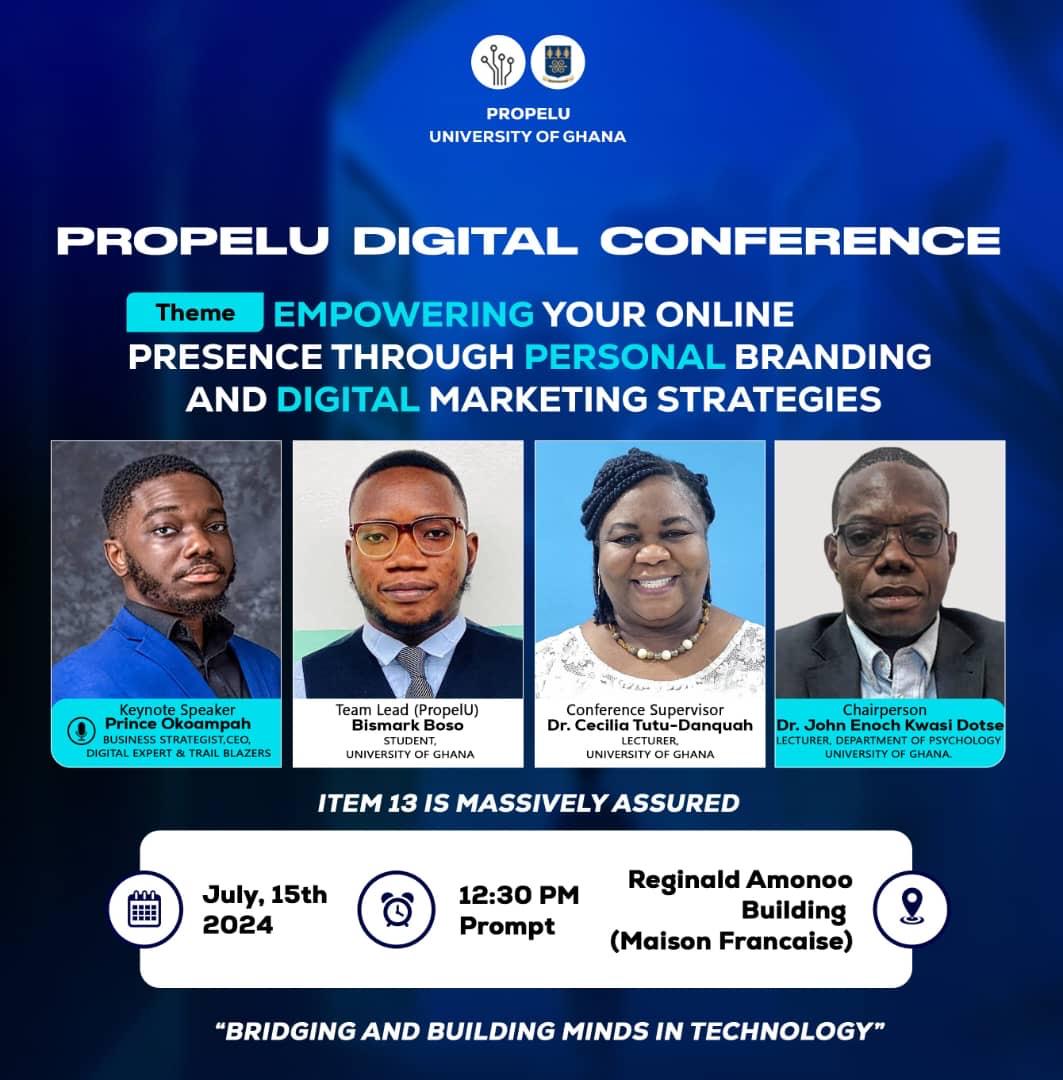 PROPELU
UNIVERSITY OF GHANA
PROPELU DIGITAL CONFERENCE
Theme EMPOWERING YOUR ONLINE
PRESENCE THROUGH PERSONAL BRANDING
AND DIGITAL MARKETING STRATEGIES
Keynote Speaker
Prince Okoampah
BUSINESS STRATEGIST,CEO,
DIGITAL EXPERT & TRAIL BLAZERS
Team Lead (PropelU)
Bismark Boso
STUDENT,
UNIVERSITY OF GHANA
Conference Supervisor
Dr. Cecilia Tutu-Danquah
LECTURER,
UNIVERSITY OF GHANA
Chairperson
Dr. John Enoch Kwasi Dotse
LECTURER, DEPARTMENT OF PSYCHOLOGY
UNIVERSITY OF GHANA.
ITEM 13 IS MASSIVELY ASSURED
July, 15th
2024
12:30 PM
Prompt
Reginald Amonoo
Building
(Maison Francaise)
"BRIDGING AND BUILDING MINDS IN TECHNOLOGY"